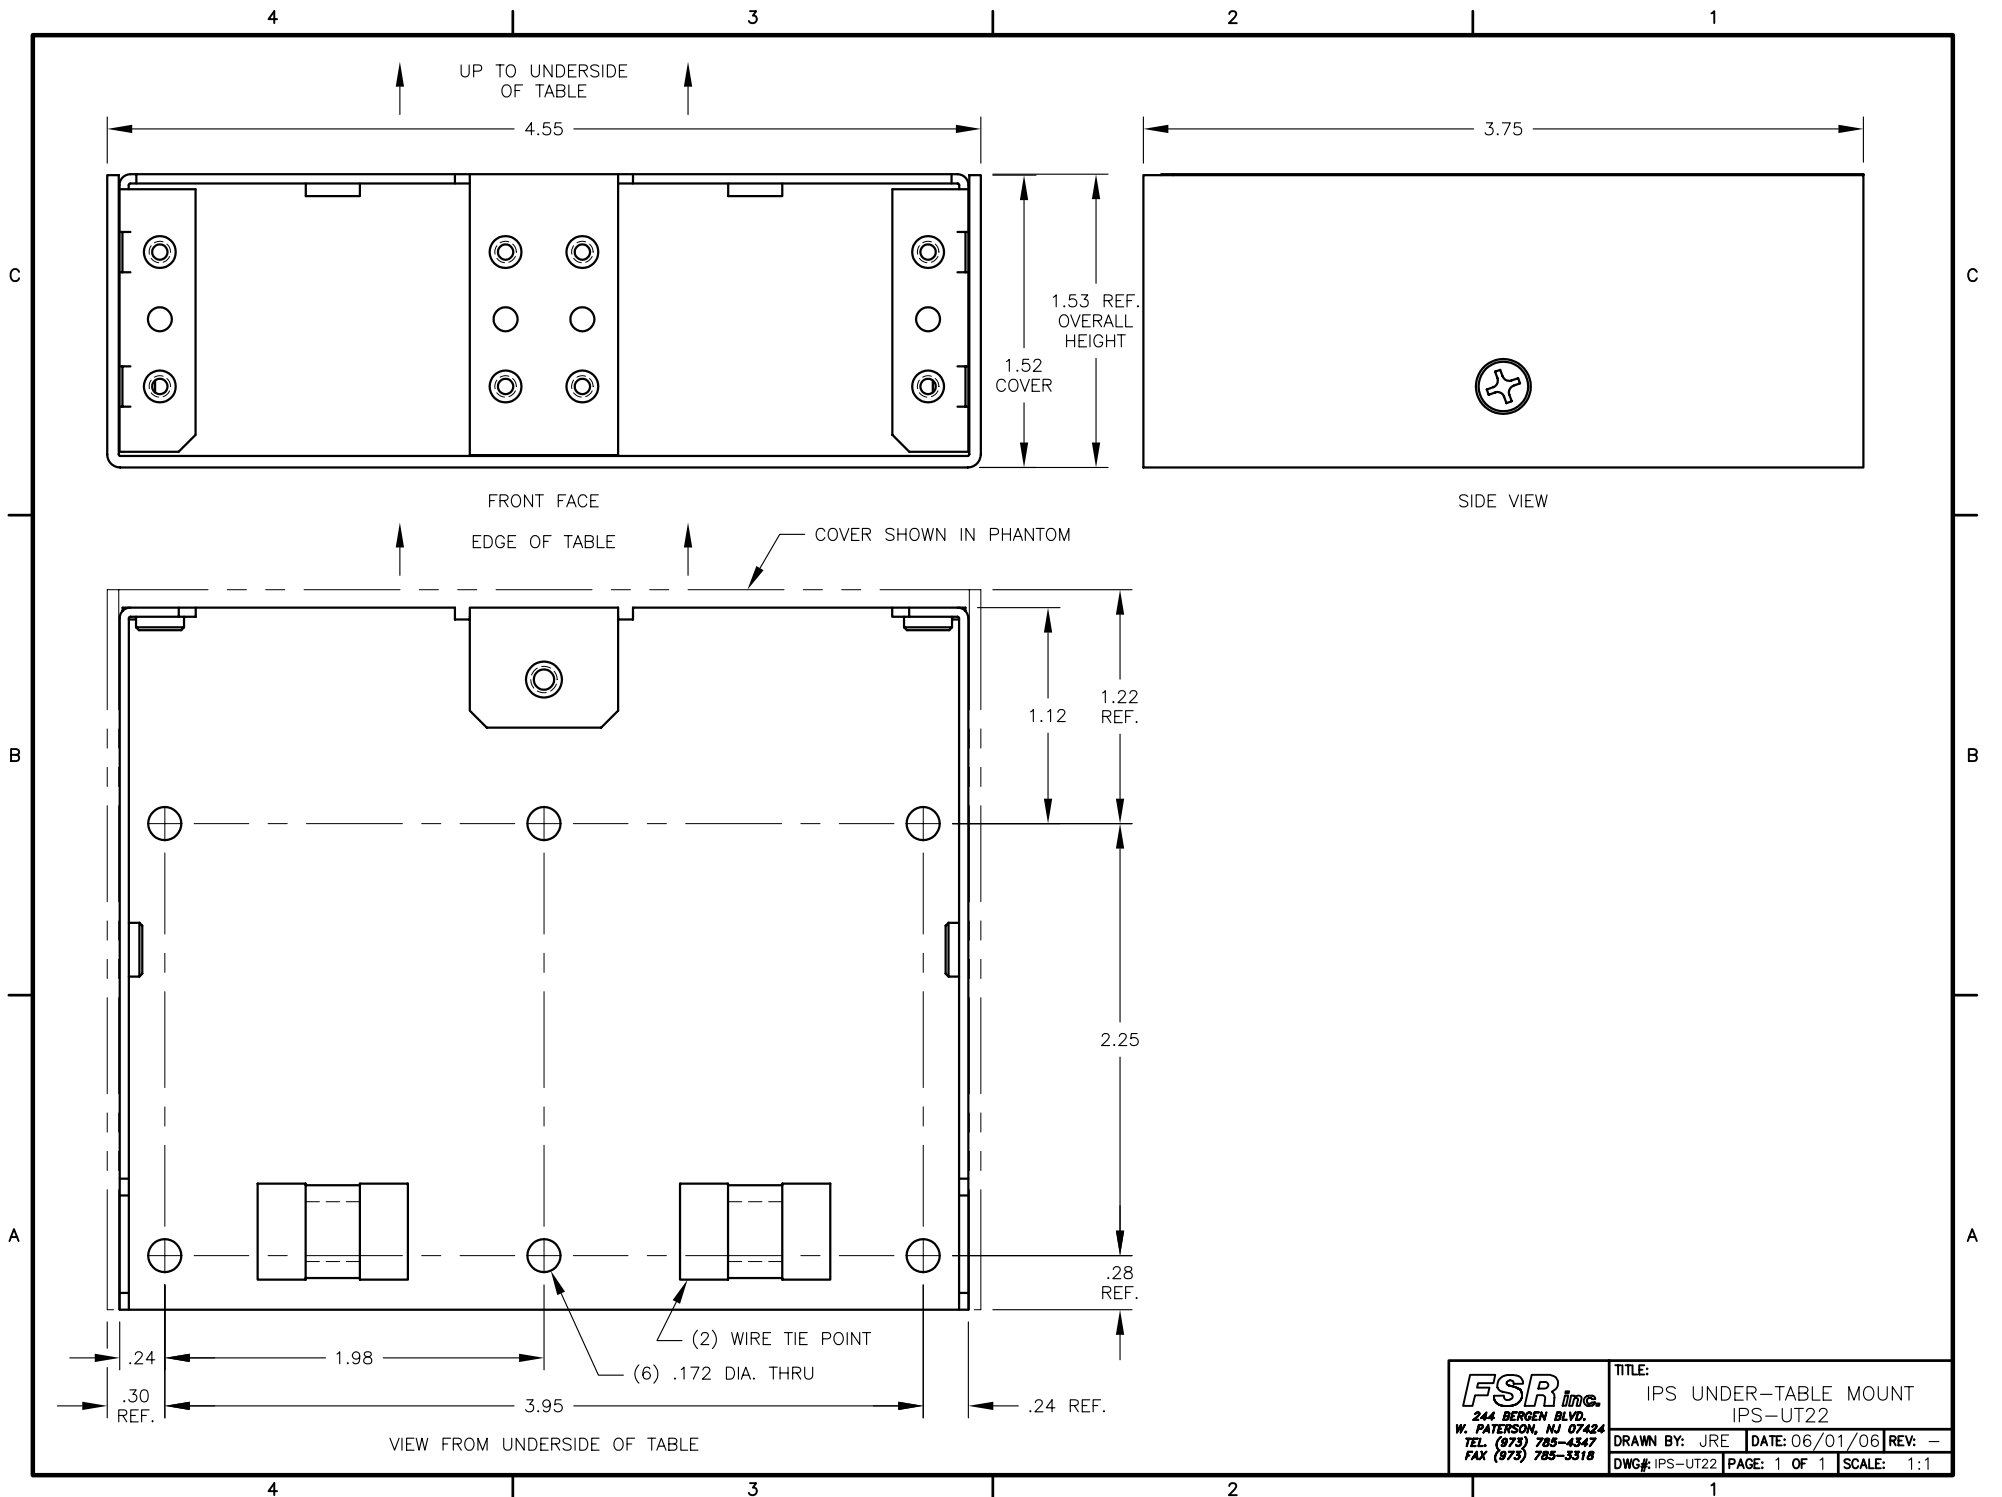 4 3 2 1
UP TO UNDERSIDE
OF TABLE
4.55
3.75
C
C
1.53 REF.
OVERALL
HEIGHT
1.52
COVER
FRONT FACE
SIDE VIEW
EDGE OF TABLE
COVER SHOWN IN PHANTOM
1.22
REF.
1.12
B
B
2.25
A
A
.28
REF.
(2) WIRE TIE POINT
.24
1.98
(6) .172 DIA. THRU
.30
REF.
3.95
.24 REF.
VIEW FROM UNDERSIDE OF TABLE
FSR inc.
244 BERGEN BLVD.
W. PATERSON, NJ 07424
TEL. (973) 785-4347
FAX (973) 785-3318
TITLE:
IPS UNDER-TABLE MOUNT
IPS-UT22
DRAWN BY: JRE DATE: 06/01/06 REV: -
DWG#: IPS-UT22 PAGE: 1 OF 1 SCALE: 1:1
4 3 2 1